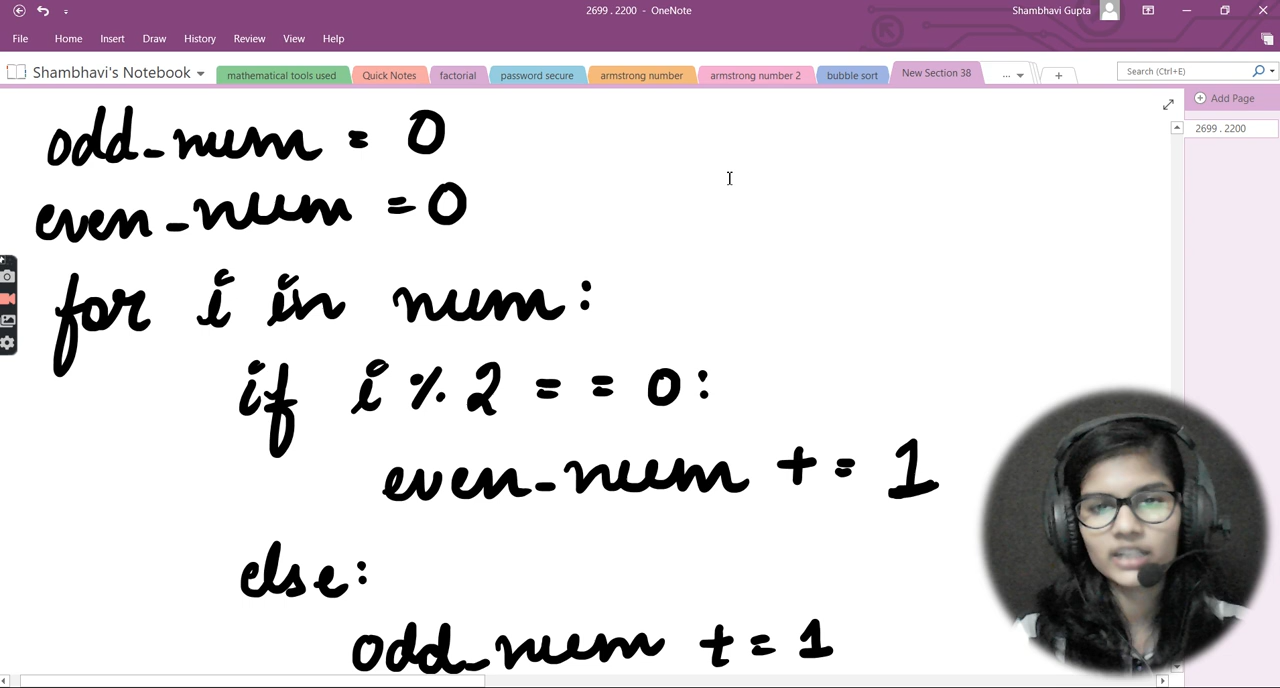 2699 . 2200 - OneNote
Shambhavi Gupta
File Home Insert Draw History Review View Help
Shambhavi's Notebook
mathematical tools used
Quick Notes
factorial
password secure
armstrong number
armstrong number 2
bubble sort
New Section 38
...
+
Search (Ctrl+E)
Add Page
2699 . 2200
odd_num = 0
even_num = 0
for i in num:
if i % 2 = = 0:
even_num + = 1
else:
odd_num + = 1